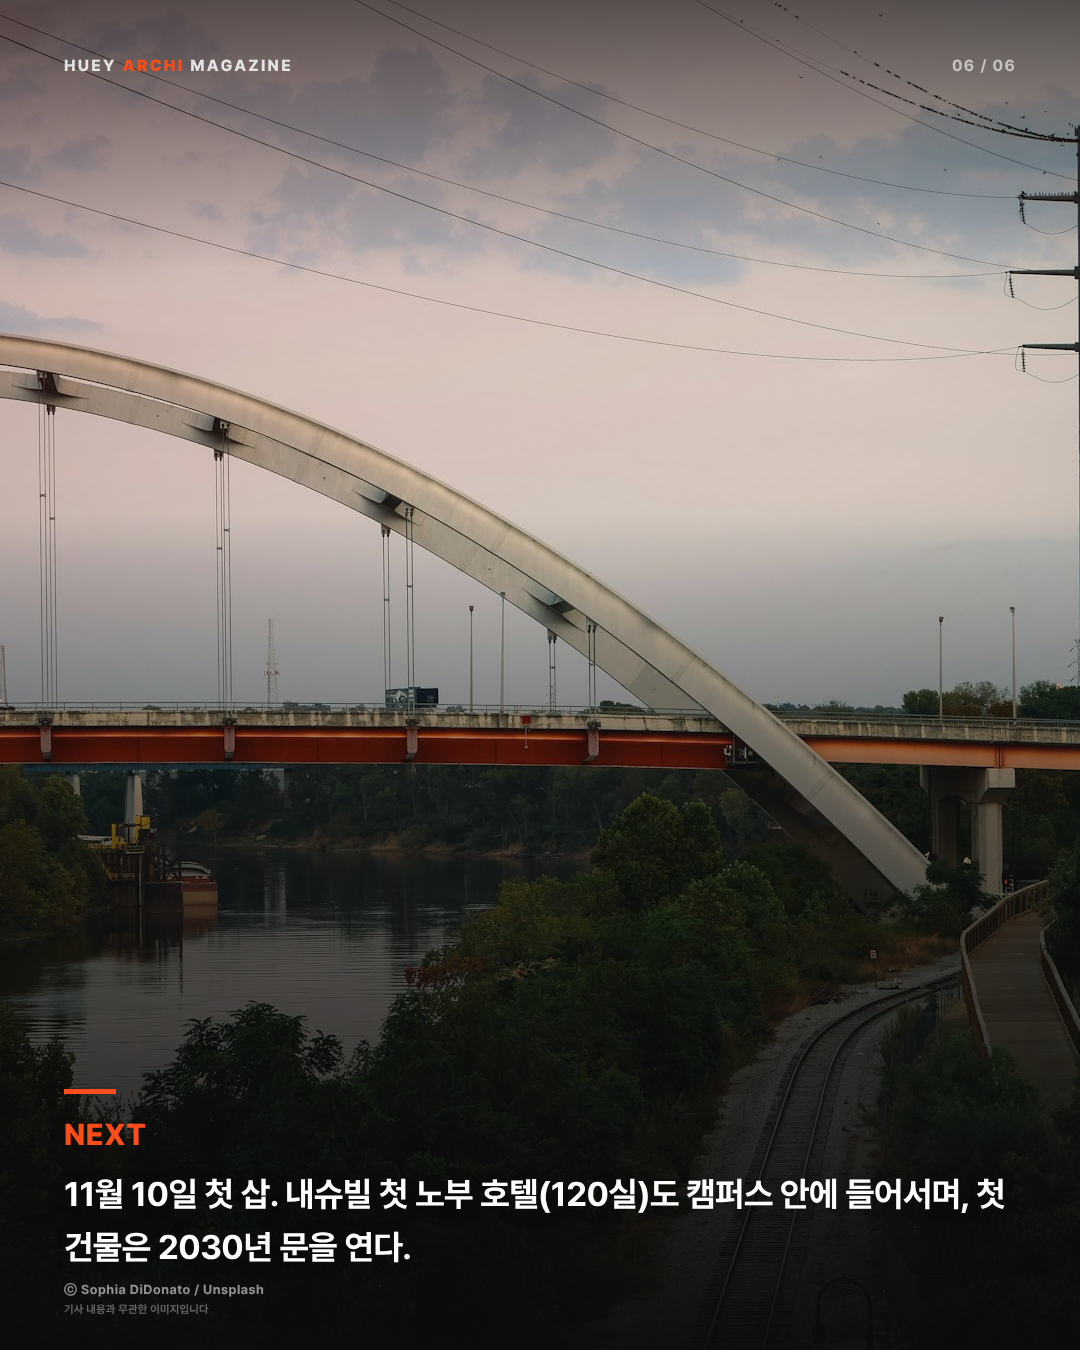 HUEY ARCHI MAGAZINE
06 / 06
NEXT
11월 10일 첫 삽. 내슈빌 첫 노부 호텔(120실)도 캠퍼스 안에 들어서며, 첫
건물은 2030년 문을 연다.
© Sophia DiDonato / Unsplash
기사 내용과 무관한 이미지입니다